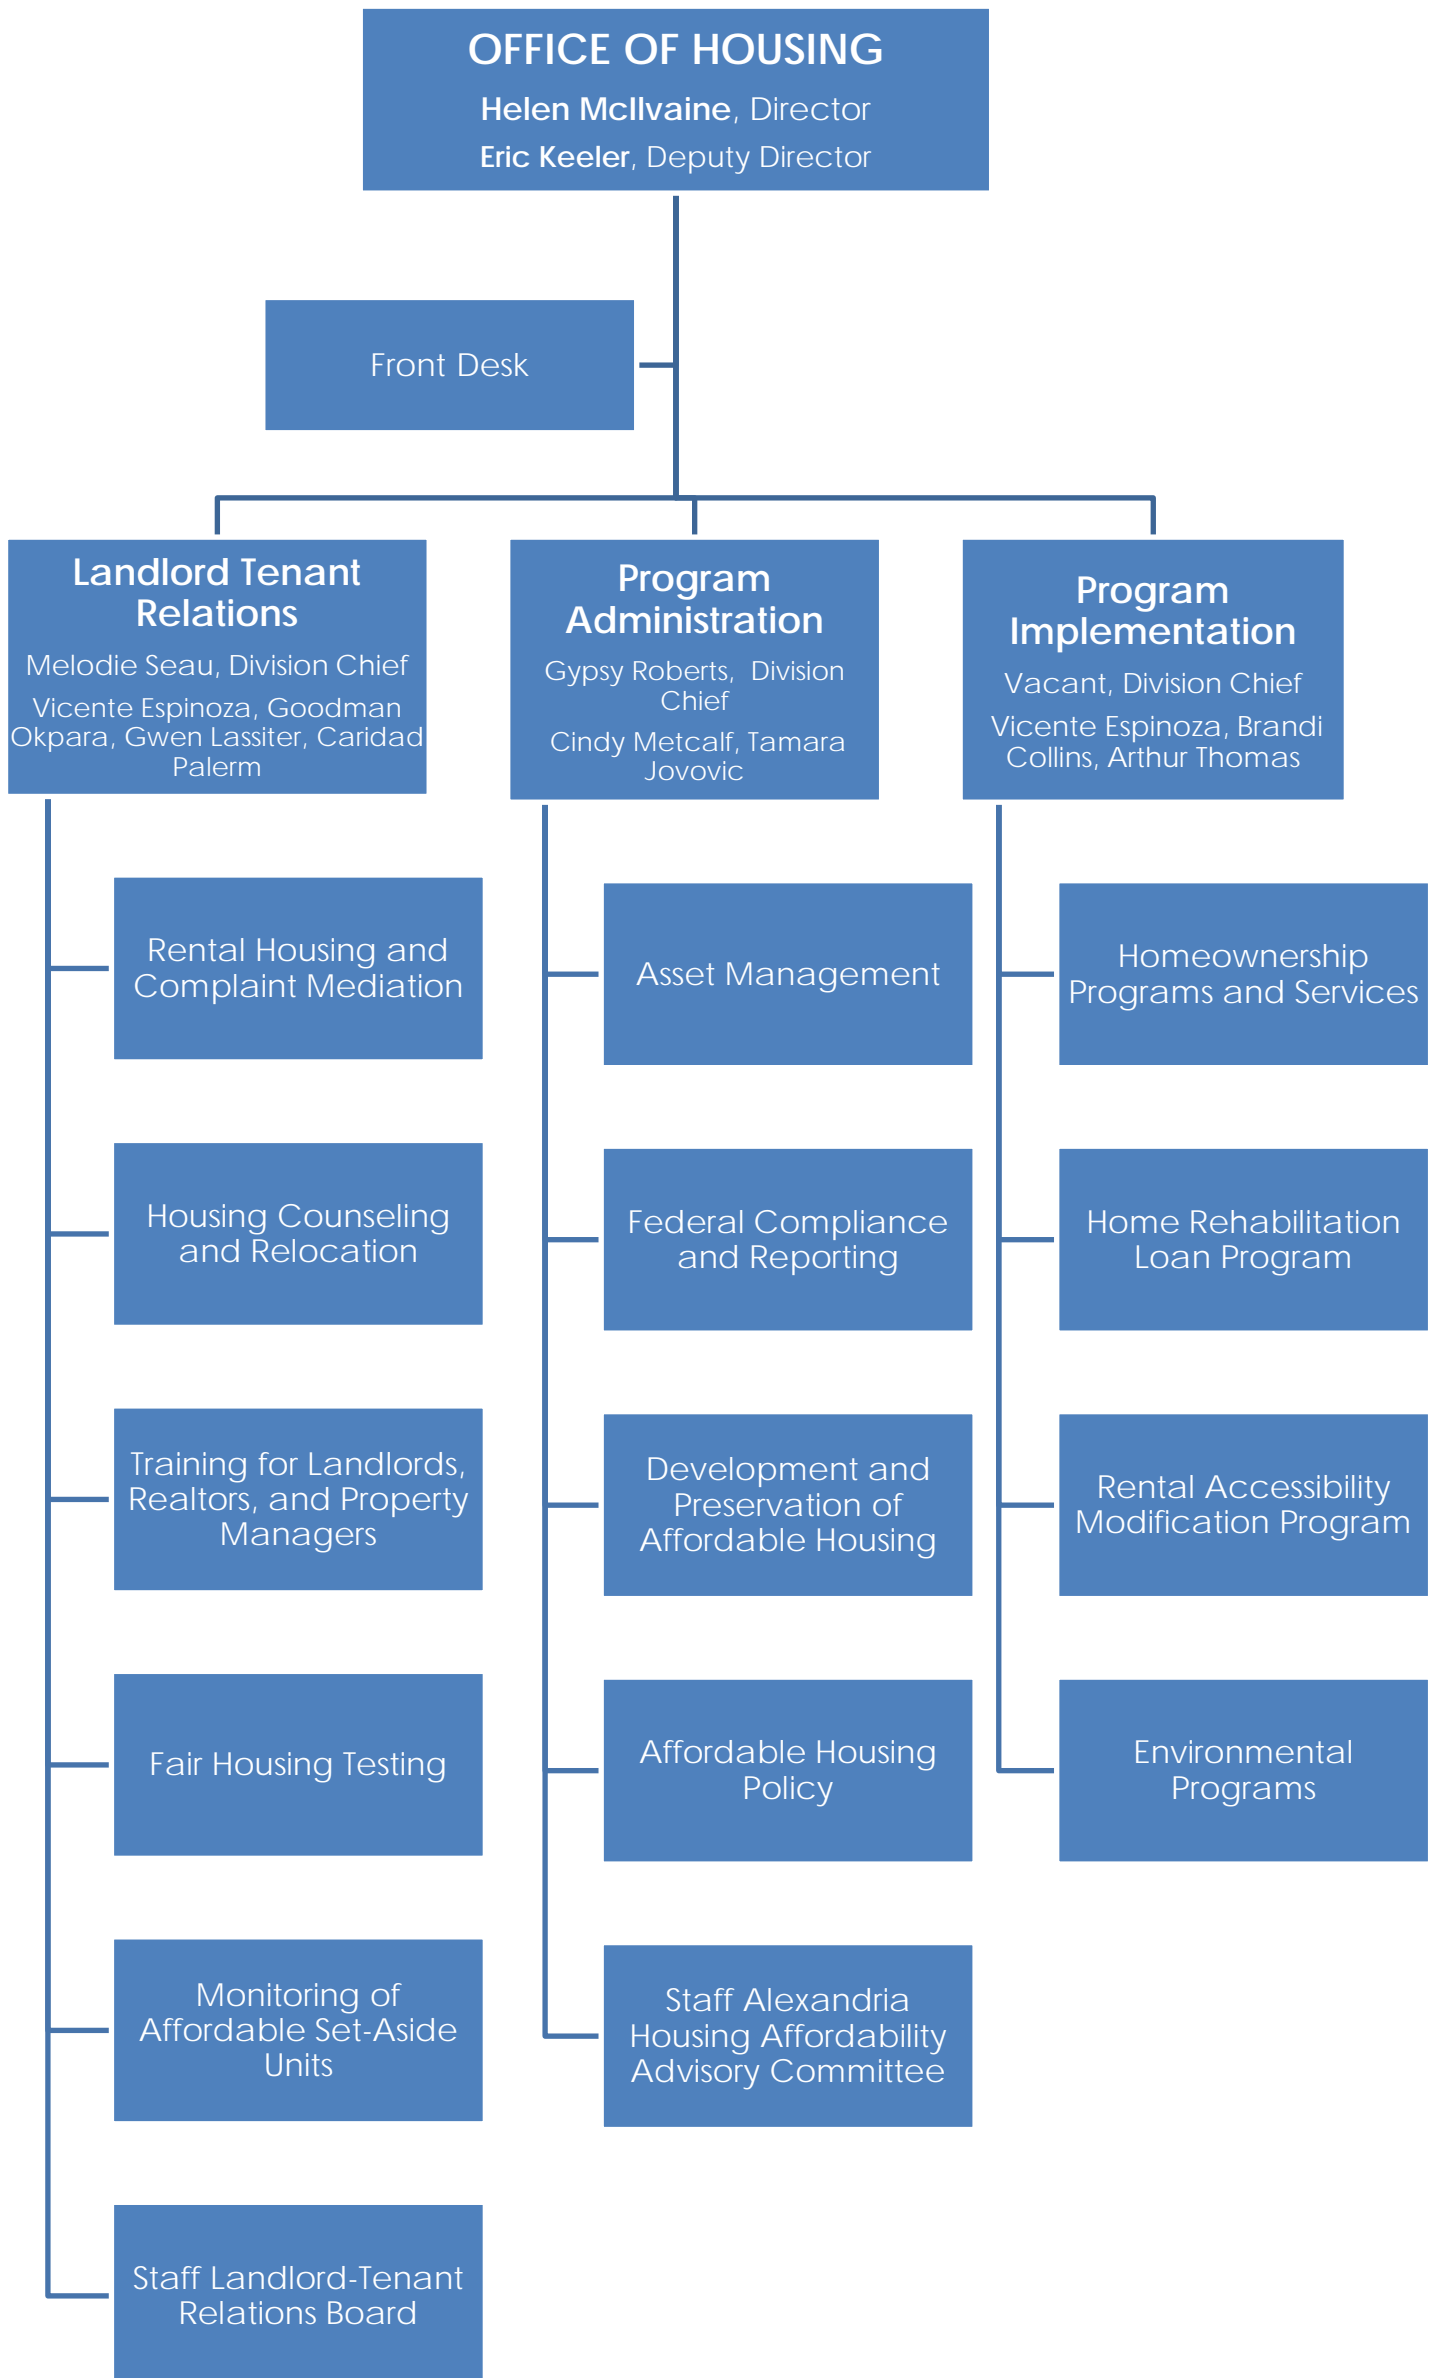 OFFICE OF HOUSING
Helen McIlvaine, Director
Eric Keeler, Deputy Director
Front Desk
Landlord Tenant
Relations
Melodie Seau, Division Chief
Vicente Espinoza, Goodman
Okpara, Gwen Lassiter, Caridad
Palerm
Rental Housing and
Complaint Mediation
Housing Counseling
and Relocation
Training for Landlords,
Realtors, and Property
Managers
Fair Housing Testing
Monitoring of
Affordable Set-Aside
Units
Staff Landlord-Tenant
Relations Board
Program
Administration
Gypsy Roberts, Division
Chief
Cindy Metcalf, Tamara
Jovovic
Asset Management
Federal Compliance
and Reporting
Development and
Preservation of
Affordable Housing
Affordable Housing
Policy
Staff Alexandria
Housing Affordability
Advisory Committee
Program
Implementation
Vacant, Division Chief
Vicente Espinoza, Brandi
Collins, Arthur Thomas
Homeownership
Programs and Services
Home Rehabilitation
Loan Program
Rental Accessibility
Modification Program
Environmental
Programs